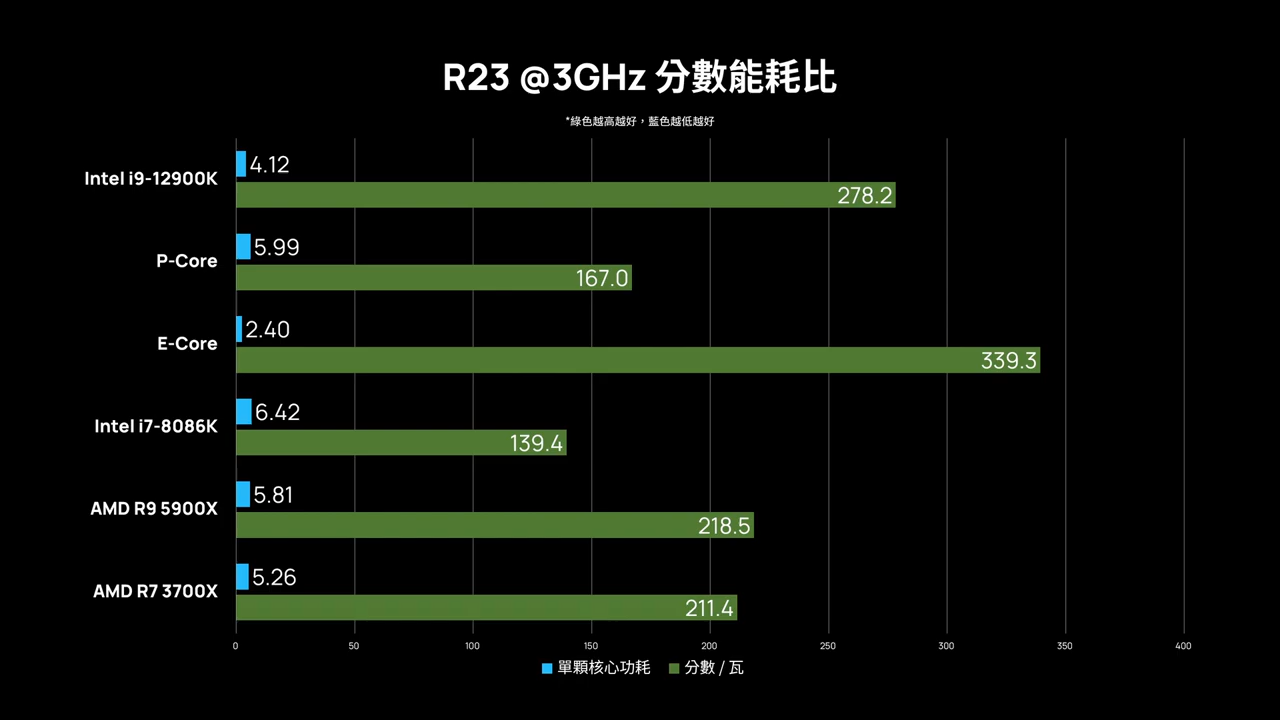 R23 @3GHz 分數能耗比
*綠色越高越好，藍色越低越好
Intel i9-12900K
4.12
278.2
P-Core
5.99
167.0
E-Core
2.40
339.3
Intel i7-8086K
6.42
139.4
AMD R9 5900X
5.81
218.5
AMD R7 3700X
5.26
211.4
0 50 100 150 200 250 300 350 400
單顆核心功耗 分數 / 瓦